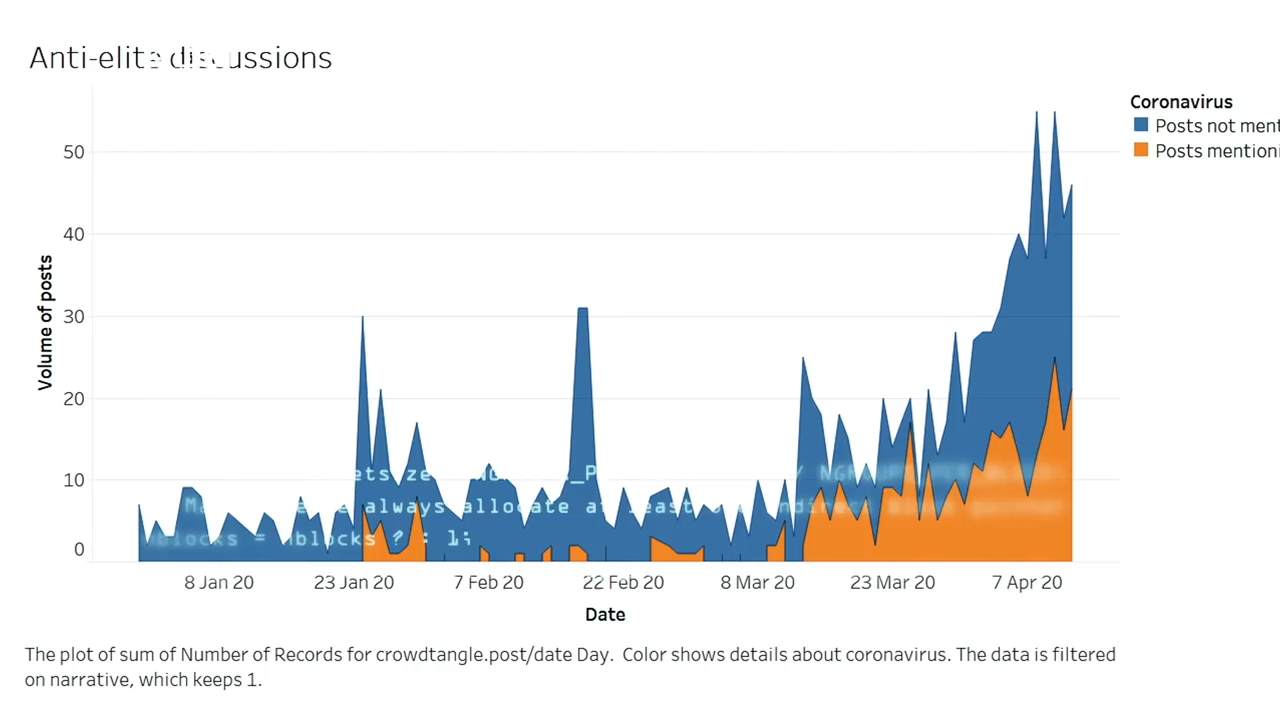 Anti-elite discussions
Coronavirus
Posts not ment
Posts mentioni
50
40
30
20
10
0
Volume of posts
always allocate at least
blocks = nblocks ? : 1;
8 Jan 20
23 Jan 20
7 Feb 20
22 Feb 20
8 Mar 20
23 Mar 20
7 Apr 20
Date
The plot of sum of Number of Records for crowdtangle.post/date Day. Color shows details about coronavirus. The data is filtered
on narrative, which keeps 1.